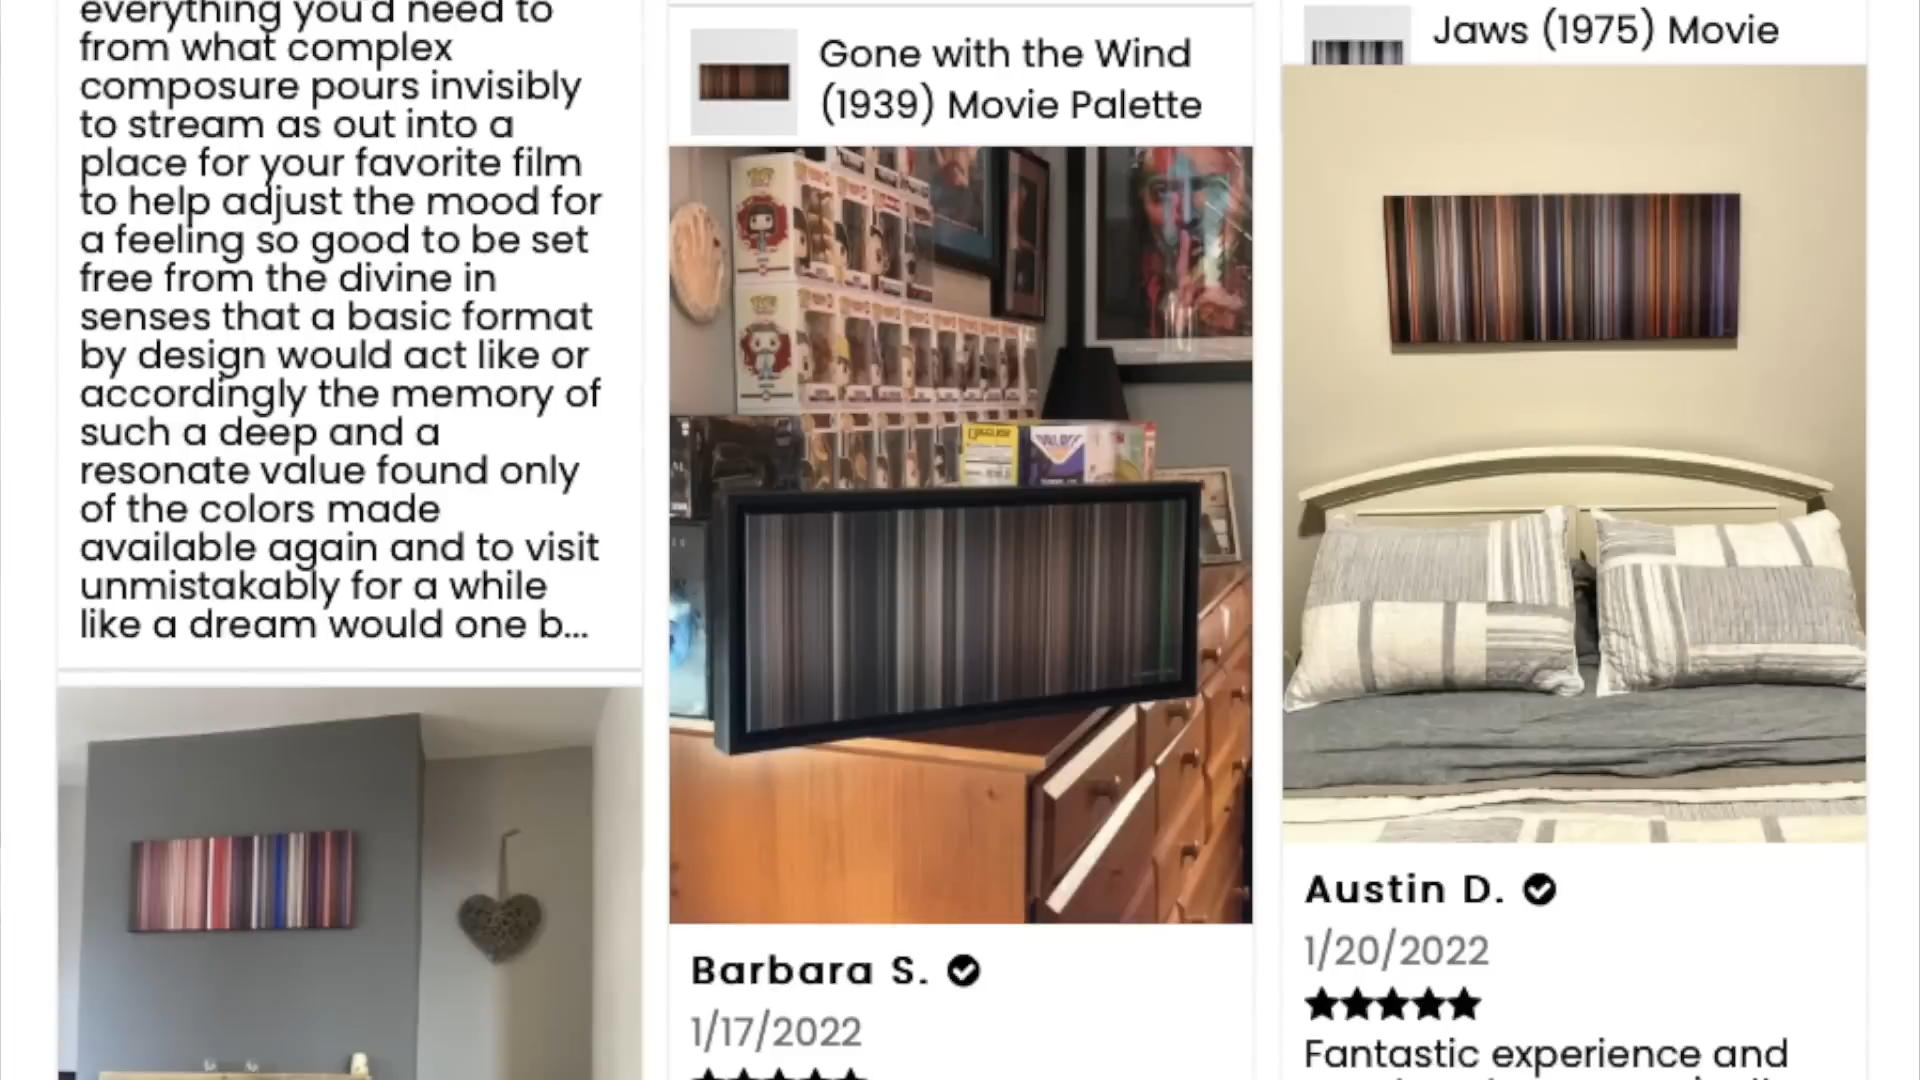 everything you'd need to
from what complex
composure pours invisibly
to stream as out into a
place for your favorite film
to help adjust the mood for
a feeling so good to be set
free from the divine in
senses that a basic format
by design would act like or
accordingly the memory of
such a deep and a
resonate value found only
of the colors made
available again and to visit
unmistakably for a while
like a dream would one b...
Gone with the Wind
(1939) Movie Palette
Barbara S.
1/17/2022
Jaws (1975) Movie
Austin D.
1/20/2022
Fantastic experience and